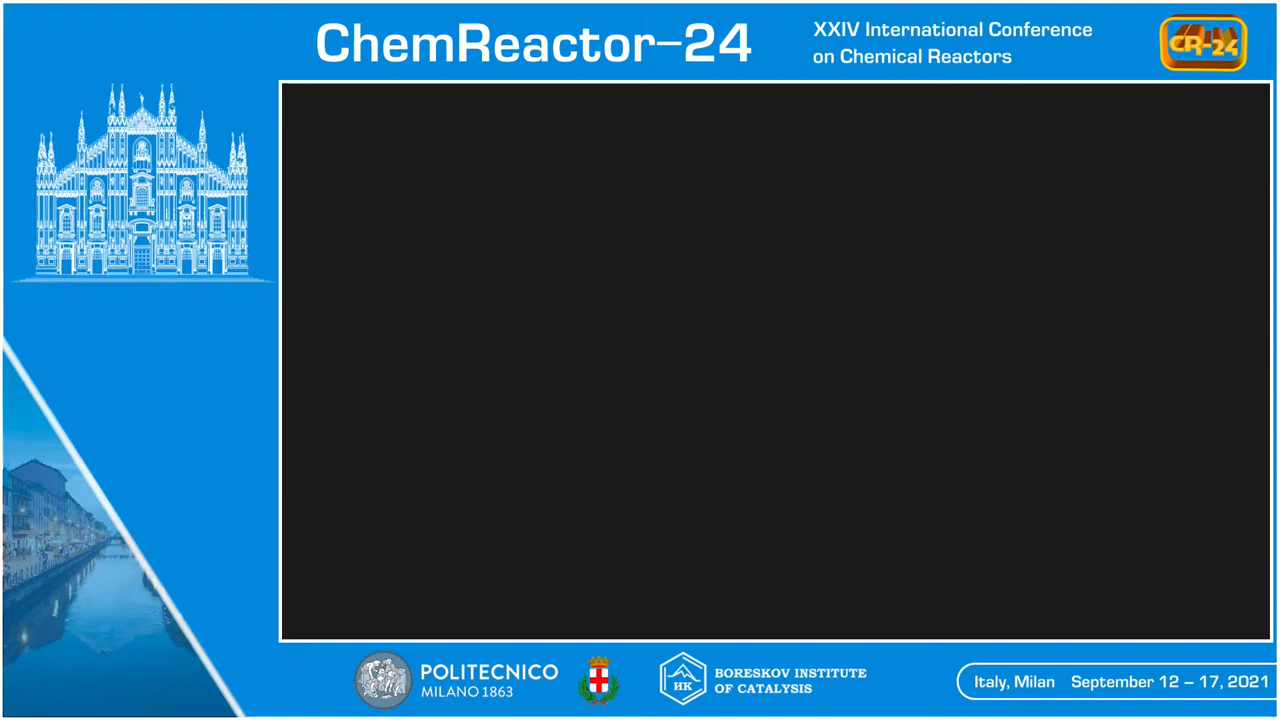 ChemReactor–24
XXIV International Conference
on Chemical Reactors
CR-24
POLITECNICO
MILANO 1863
HK
BORESKOV INSTITUTE
OF CATALYSIS
Italy, Milan September 12 – 17, 2021